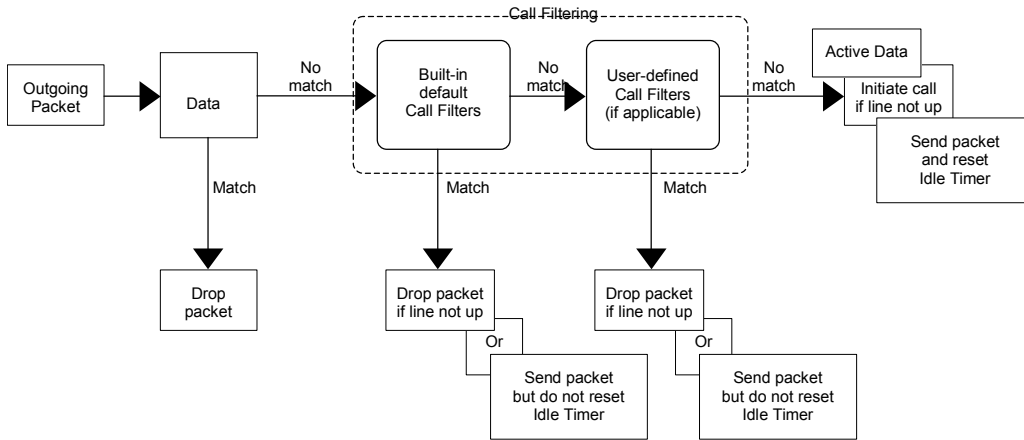 Call Filtering
Outgoing
Packet
Data
No
match
Built-in
default
Call Filters
No
match
User-defined
Call Filters
(if applicable)
No
match
Active Data
Initiate call
if line not up
Send packet
and reset
Idle Timer
Match
Match
Match
Drop
packet
Drop packet
if line not up
Or
Send packet
but do not reset
Idle Timer
Drop packet
if line not up
Or
Send packet
but do not reset
Idle Timer